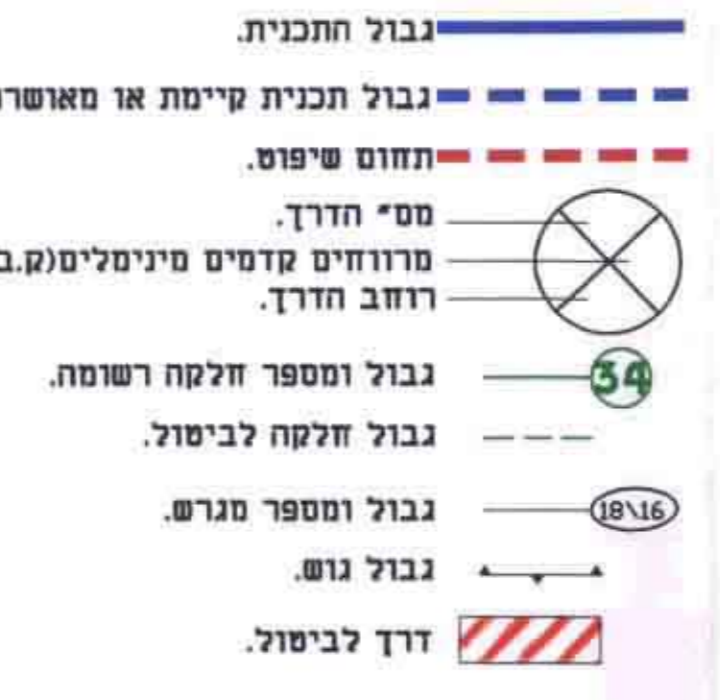 גבול התכנית.
גבול תכנית קיימת או
תחום שיפוט.
מס' הדרך.
מרווחים קדמים מינימלים(ק.ב
רוחב הדרך.
גבול ומספר חלקה רשומה. 34
גבול חלקה לביטול.
גבול ומספר מגרש. 18\16
גבול גוש.
דרך לביטול.